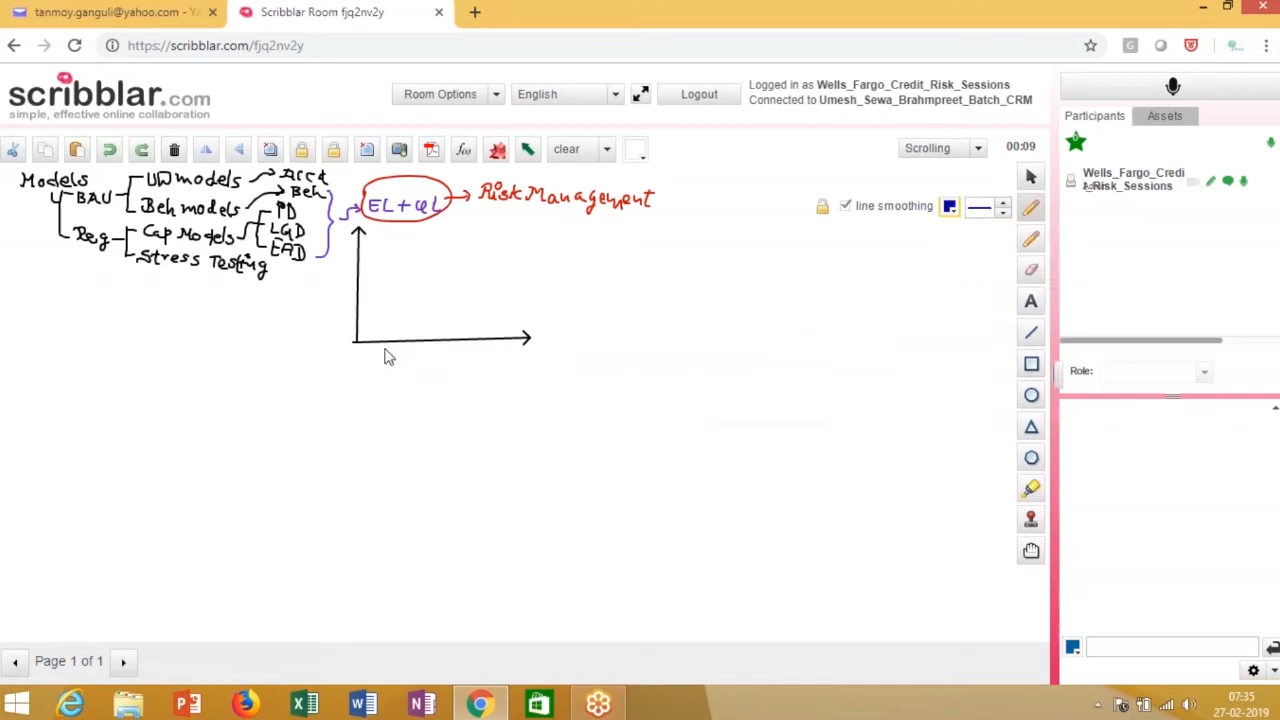 tanmoy.ganguli@yahoo.com - Y
Scribblar Room fjq2nv2y
https://scribblar.com/fjq2nv2y
scribblar.com
simple, effective online collaboration
Room Options
English
Logout
Logged in as Wells_Fargo_Credit_Risk_Sessions
Connected to Umesh_Sewa_Brahmpreet_Batch_CRM
Participants
Assets
f(x)
clear
Scrolling
00:09
line smoothing
Wells_Fargo_Credi
t_Risk_Sessions
Role:
Models
BAU
UW models
Beh models
Beh
Reg
Cap Models
Stress Testing
PD
LGD
EAD
EL + UL
Risk Management
Page 1 of 1
07:35
27-02-2019